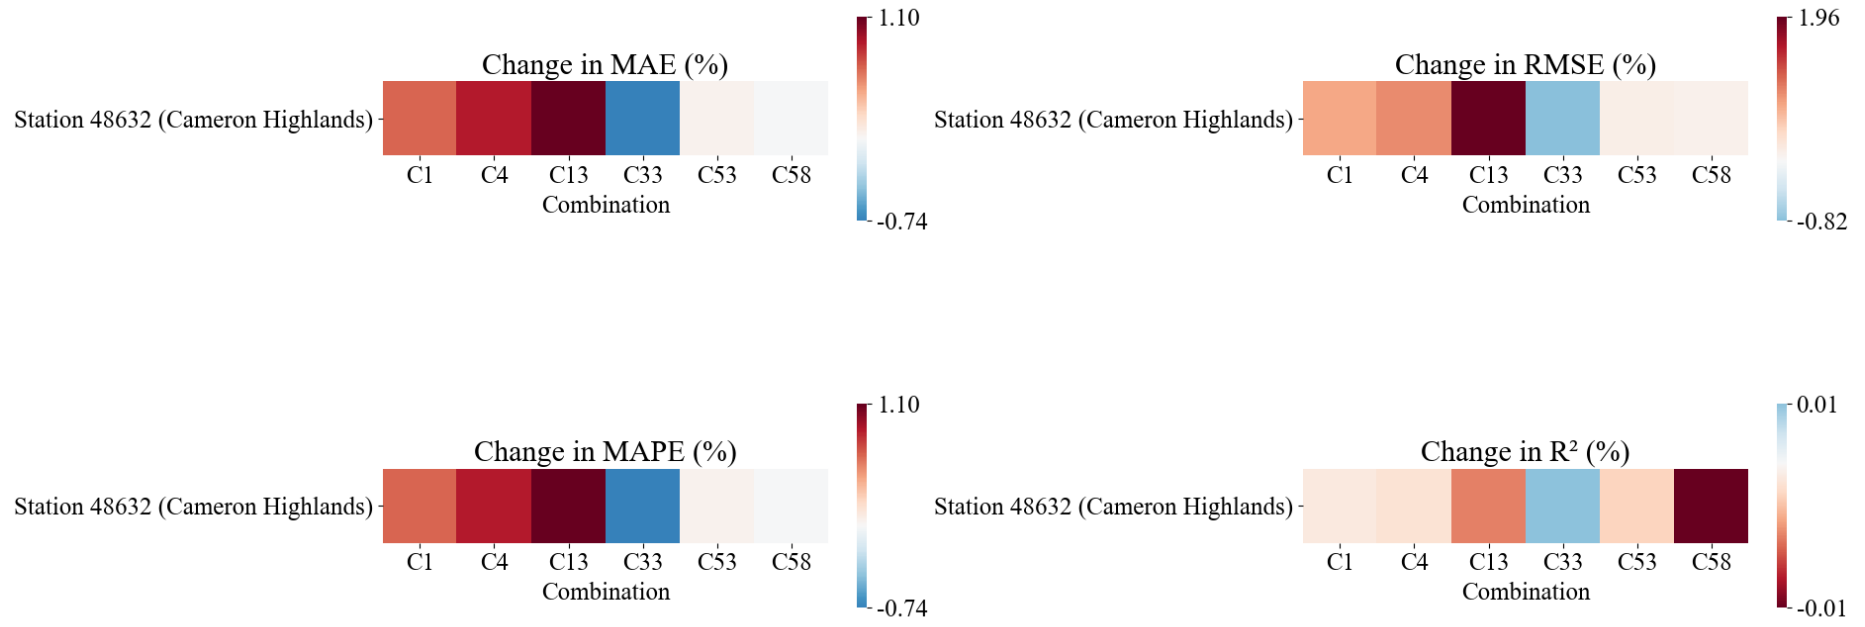 Change in MAE (%)
Station 48632 (Cameron Highlands)
C1 C4 C13 C33 C53 C58
Combination
1.10
-0.74
Change in RMSE (%)
Station 48632 (Cameron Highlands)
C1 C4 C13 C33 C53 C58
Combination
1.96
-0.82
Change in MAPE (%)
Station 48632 (Cameron Highlands)
C1 C4 C13 C33 C53 C58
Combination
1.10
-0.74
Change in R² (%)
Station 48632 (Cameron Highlands)
C1 C4 C13 C33 C53 C58
Combination
0.01
-0.01